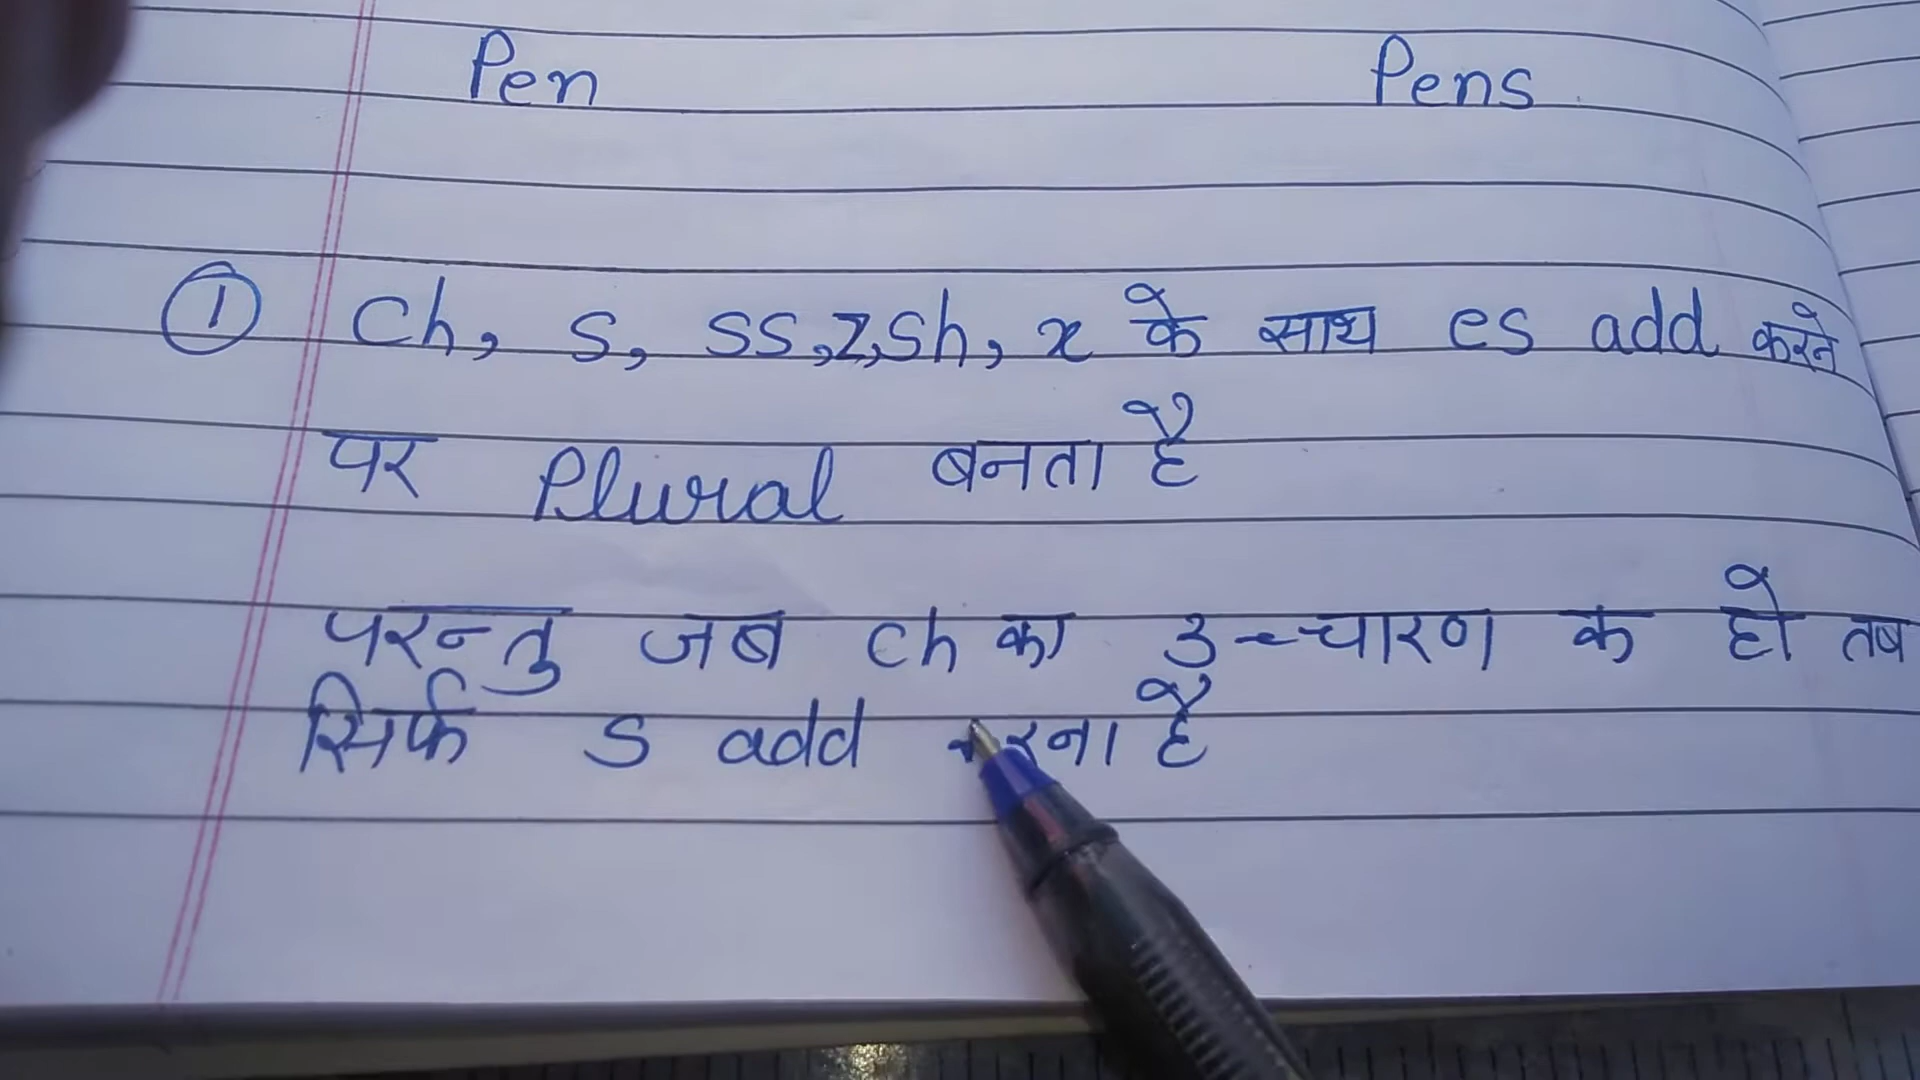 Pen Pens
① Ch, s, ss,z,sh, x के साथ es add करने
पर Plural बनता है
परन्तु जब ch का उच्चारण क हो तब
सिर्फ s add करना है